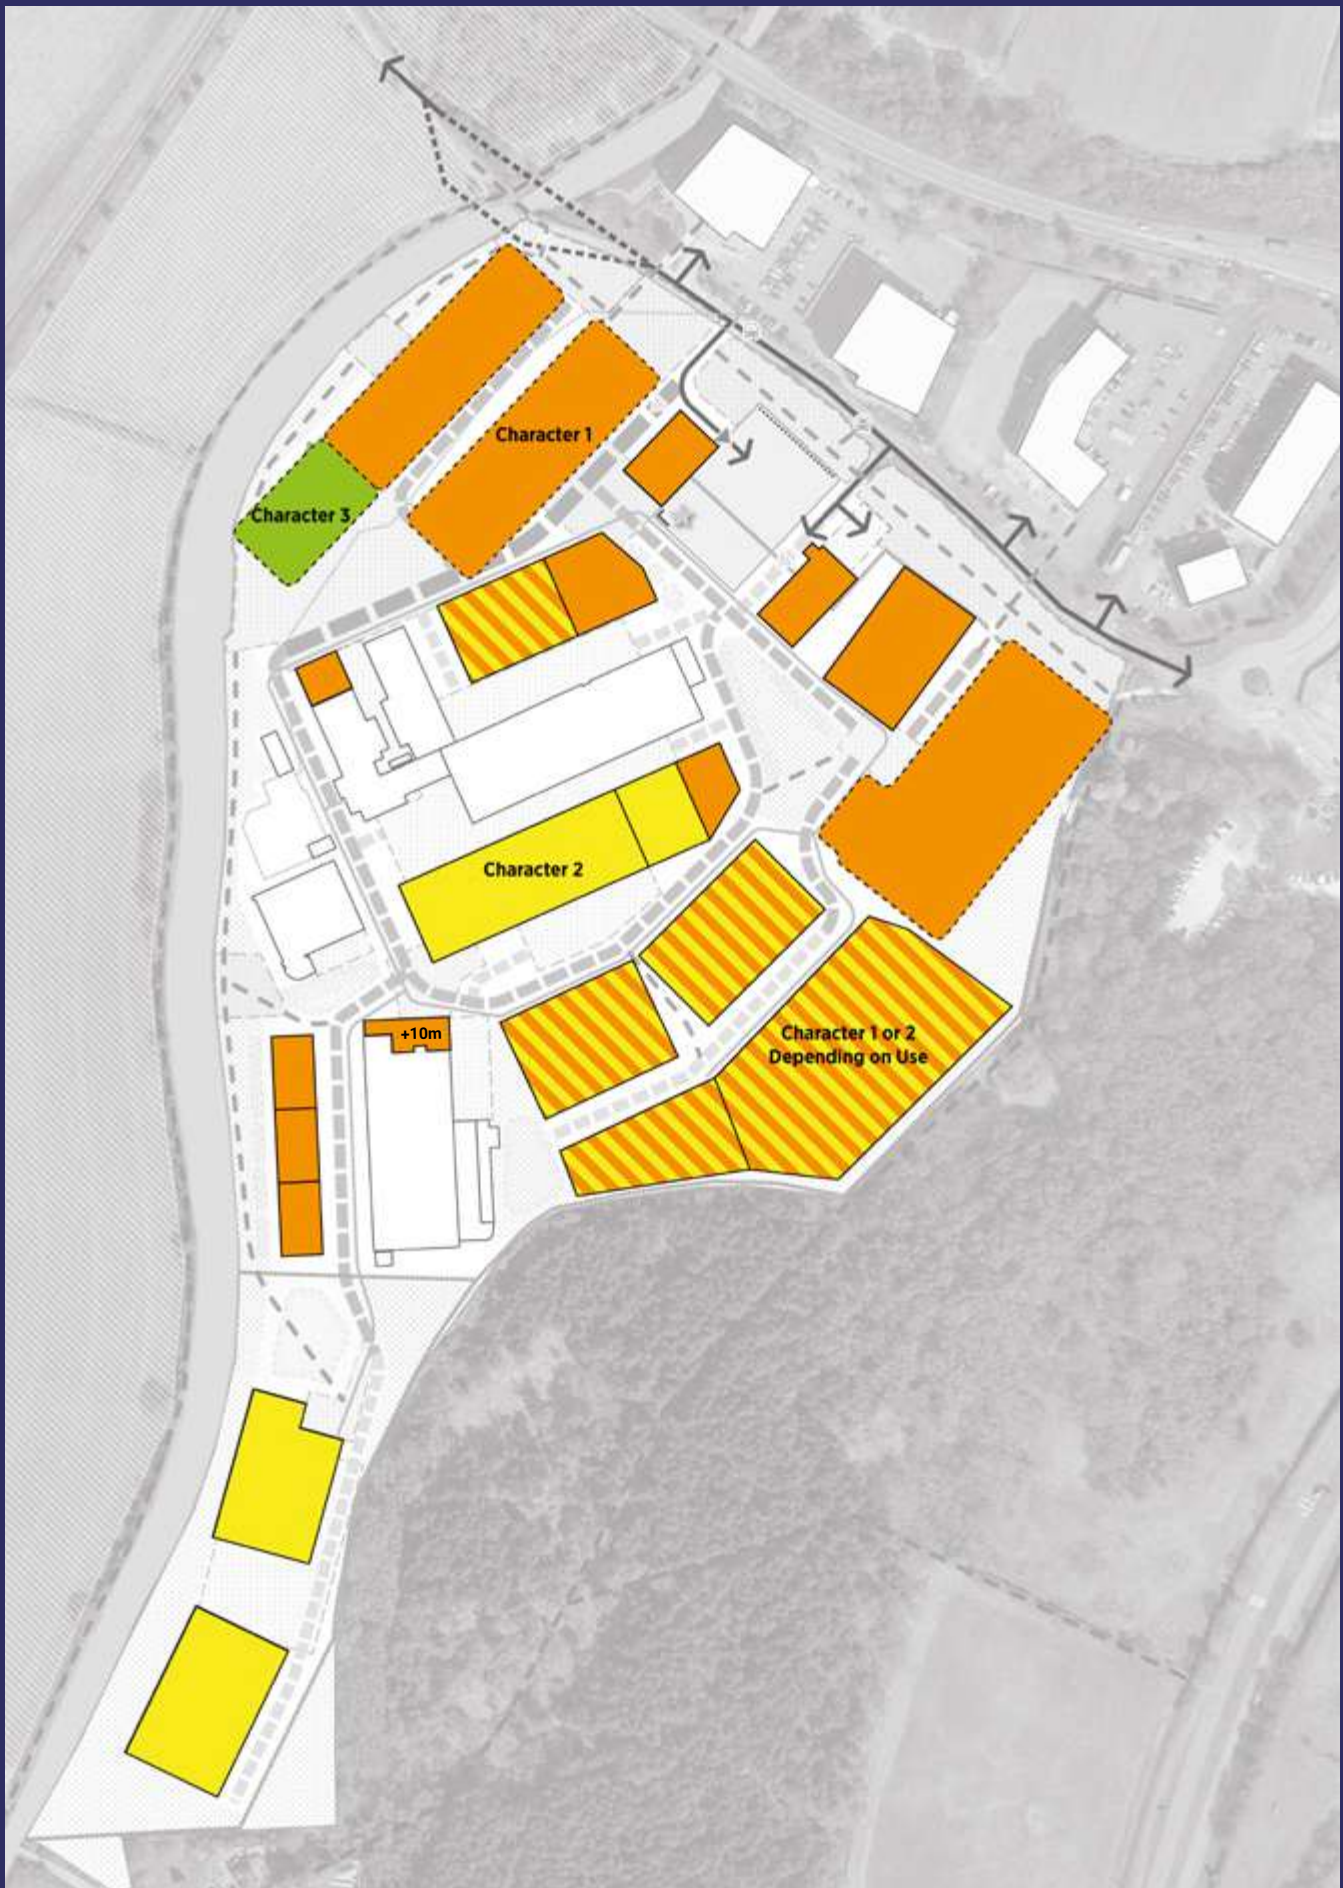 Character 1
Character 3
Character 2
+10m
Character 1 or 2
Depending on Use